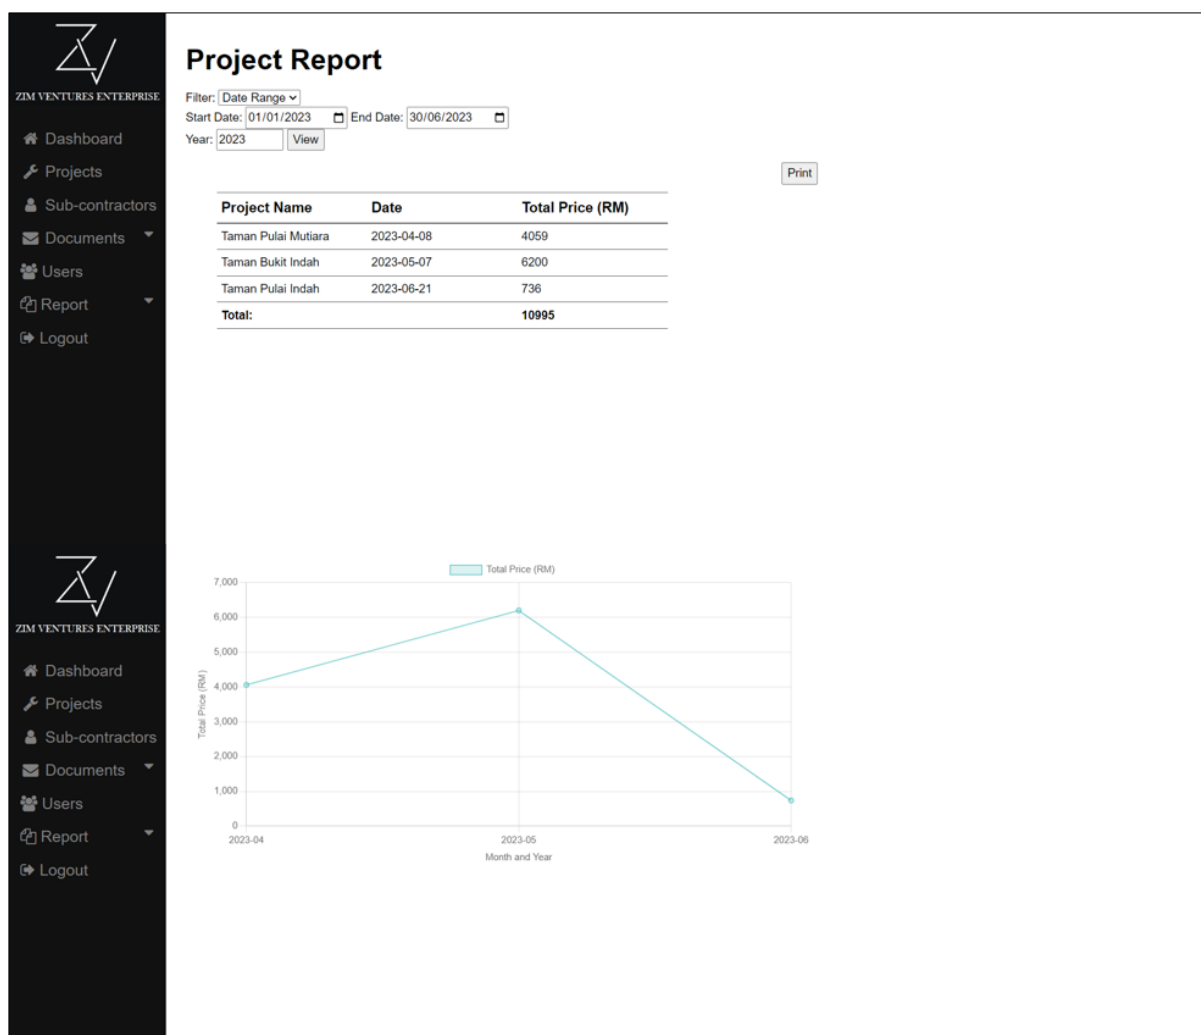 ZIM VENTURES ENTERPRISE
Dashboard
Projects
Sub-contractors
Documents
Users
Report
Logout
Project Report
Filter: Date Range
Start Date: 01/01/2023 End Date: 30/06/2023
Year: 2023 View
Print
Project Name Date Total Price (RM)
Taman Pulai Mutiara 2023-04-08 4059
Taman Bukit Indah 2023-05-07 6200
Taman Pulai Indah 2023-06-21 736
Total: 10995
ZIM VENTURES ENTERPRISE
Dashboard
Projects
Sub-contractors
Documents
Users
Report
Logout
Total Price (RM)
7,000
6,000
5,000
4,000
3,000
2,000
1,000
0
Total Price (RM)
2023-04 2023-05 2023-06
Month and Year